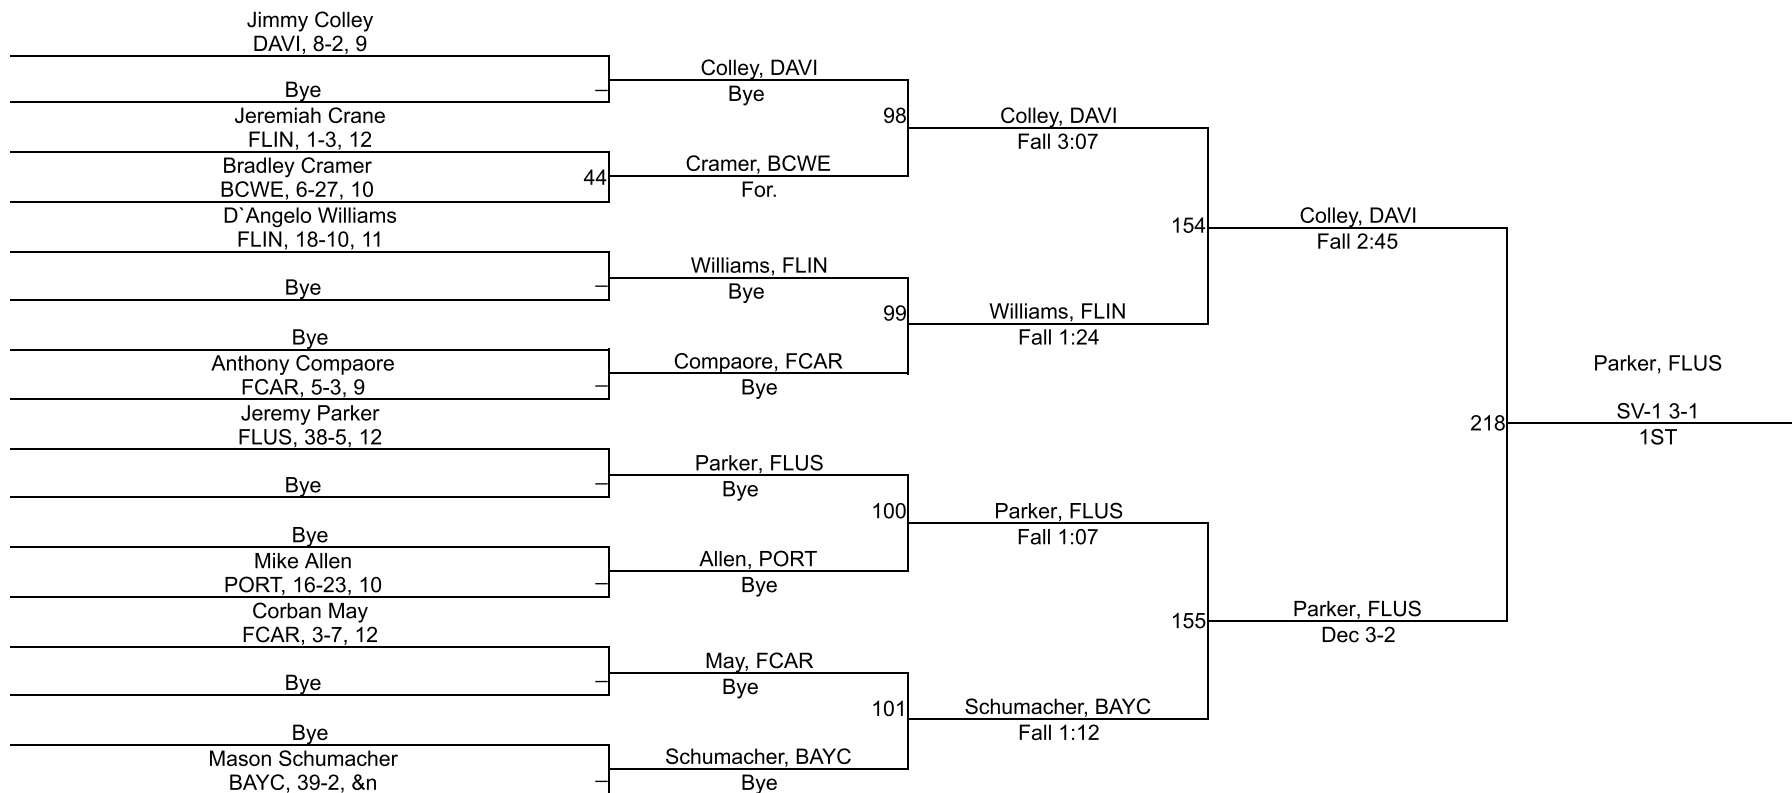 Jimmy Colley
DAVI, 8-2, 9
Bye
–
Jeremiah Crane
FLIN, 1-3, 12
Bradley Cramer
BCWE, 6-27, 10
44
D`Angelo Williams
FLIN, 18-10, 11
Bye
–
Bye
Anthony Compaore
FCAR, 5-3, 9
–
Jeremy Parker
FLUS, 38-5, 12
Bye
–
Bye
Mike Allen
PORT, 16-23, 10
–
Corban May
FCAR, 3-7, 12
Bye
–
Bye
Mason Schumacher
BAYC, 39-2, &n
–
Colley, DAVI
Bye
98
Cramer, BCWE
For.
Williams, FLIN
Bye
99
Compaore, FCAR
Bye
Parker, FLUS
Bye
100
Allen, PORT
Bye
May, FCAR
Bye
101
Schumacher, BAYC
Bye
Colley, DAVI
Fall 3:07
154
Williams, FLIN
Fall 1:24
Parker, FLUS
Fall 1:07
155
Schumacher, BAYC
Fall 1:12
Colley, DAVI
Fall 2:45
218
Parker, FLUS
Dec 3-2
Parker, FLUS
SV-1 3-1
1ST